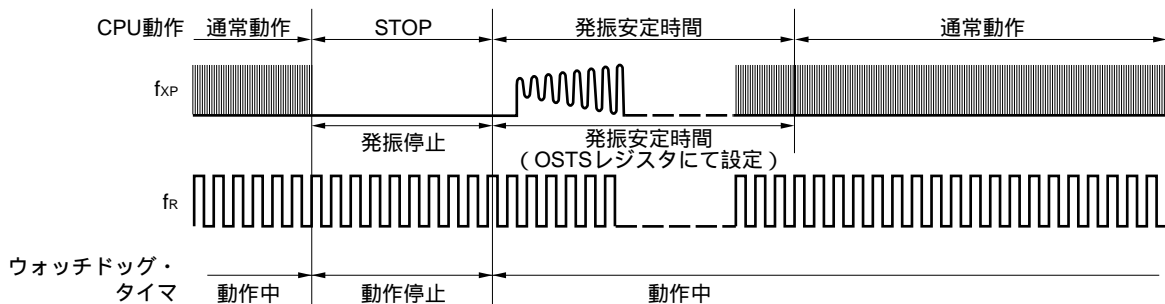 CPU動作 通常動作 STOP 発振安定時間 通常動作
fXP
発振停止 発振安定時間
(OSTSレジスタにて設定)
fR
ウォッチドッグ・
タイマ 動作中 動作停止 動作中